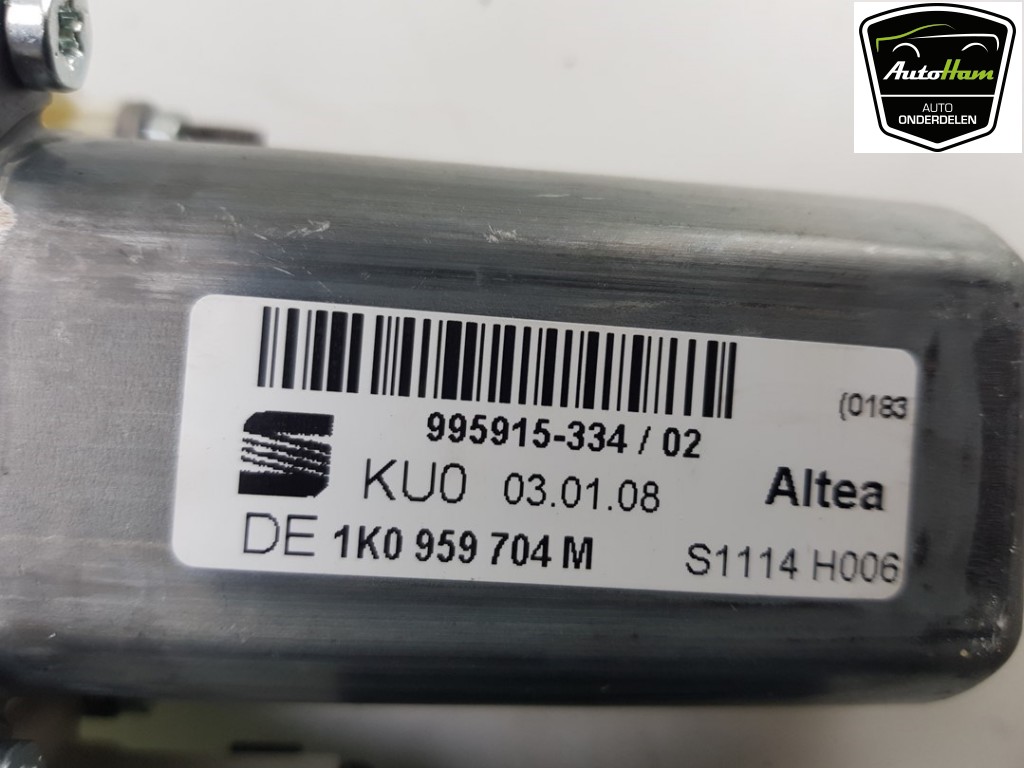 AutoHam
AUTO
ONDERDELEN
(0183
995915-334 / 02
KU0 03.01.08
Altea
DE 1K0 959 704 M
S1114 H006